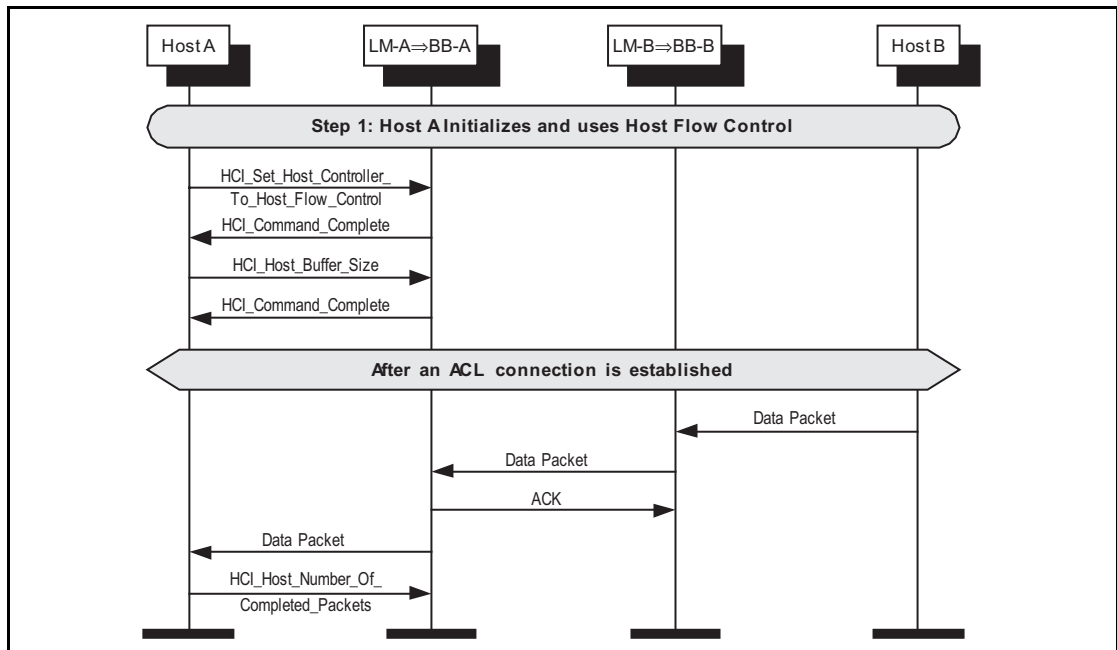 Host A
LM-A⇒BB-A
LM-B⇒BB-B
Host B
Step 1: Host A Initializes and uses Host Flow Control
HCI_Set_Host_Controller_
To_Host_Flow_Control
HCI_Command_Complete
HCI_Host_Buffer_Size
HCI_Command_Complete
After an ACL connection is established
Data Packet
Data Packet
ACK
Data Packet
HCI_Host_Number_Of_
Completed_Packets